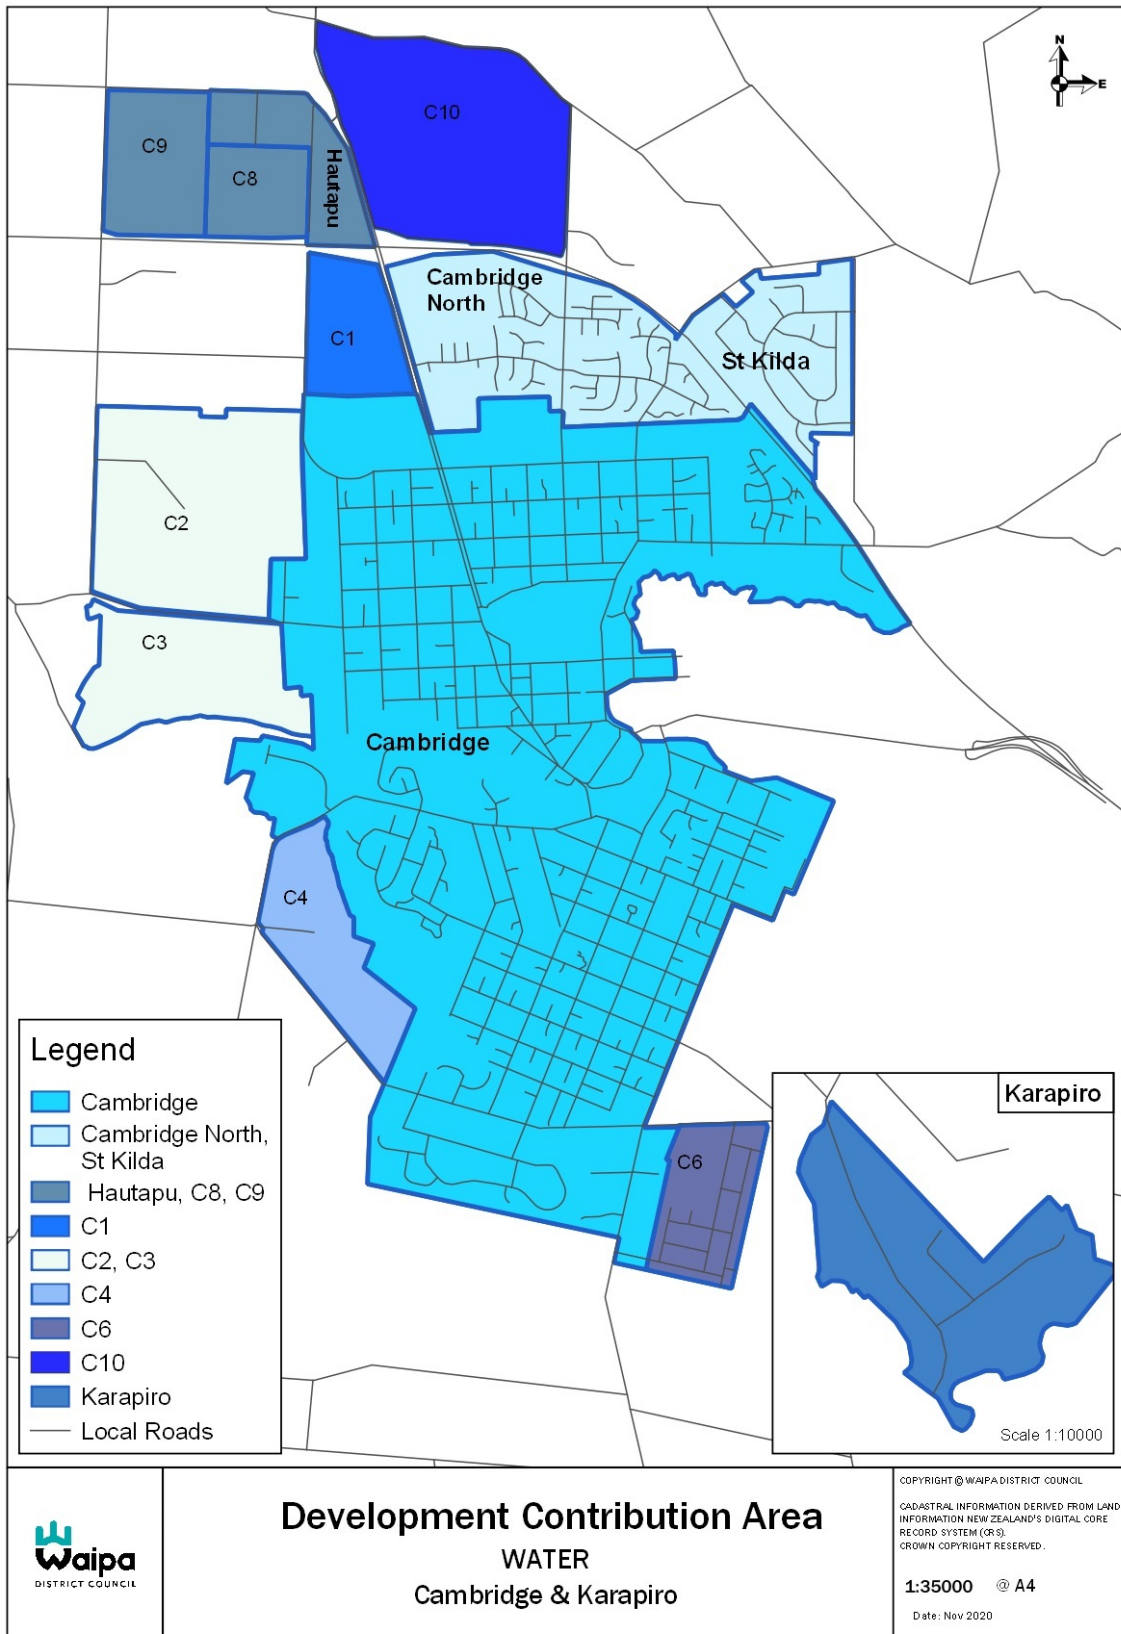 N
E
C10
C9
C8
Hautapu
Cambridge
North
C1
St Kilda
C2
C3
Cambridge
C4
C6
Legend
Cambridge
Cambridge North,
St Kilda
Hautapu, C8, C9
C1
C2, C3
C4
C6
C10
Karapiro
Local Roads
Karapiro
Scale 1:10000
Waipa
DISTRICT COUNCIL
Development Contribution Area
WATER
Cambridge & Karapiro
COPYRIGHT © WAIPA DISTRICT COUNCIL
CADASTRAL INFORMATION DERIVED FROM LAND
INFORMATION NEW ZEALAND'S DIGITAL CORE
RECORD SYSTEM (CRS).
CROWN COPYRIGHT RESERVED.
1:35000 @ A4
Date: Nov 2020